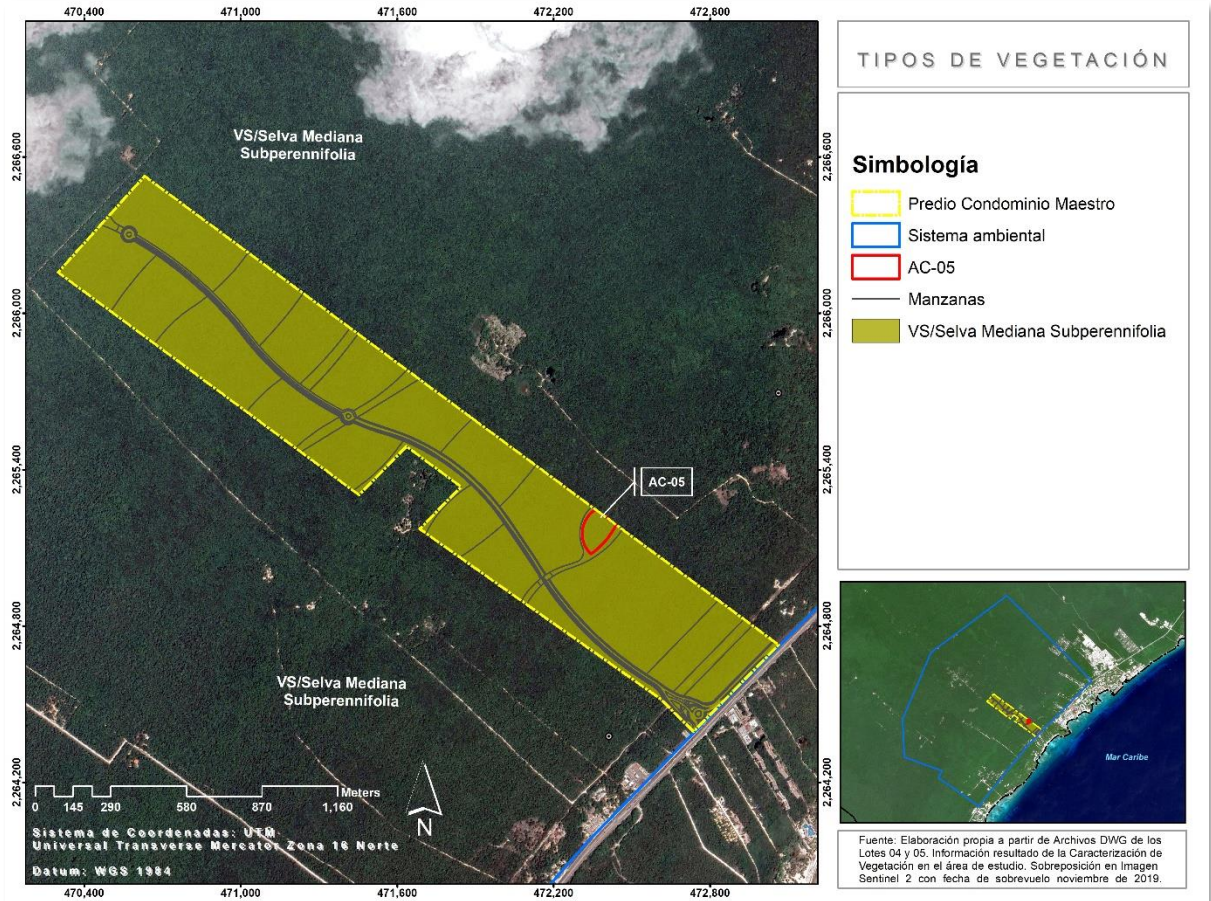 470,400 471,000 471,600 472,200 472,800
TIPOS DE VEGETACIÓN
VS/Selva Mediana
Subperennifolia
2,266,600
2,266,600
Simbología
Predio Condominio Maestro
Sistema ambiental
AC-05
Manzanas
VS/Selva Mediana Subperennifolia
2,266,000
2,266,000
2,265,400
2,265,400
AC-05
2,264,800
2,264,800
VS/Selva Mediana
Subperennifolia
2,264,200
2,264,200
Mar Caribe
Meters
0 145 290 580 870 1,160
N
Sistema de Coordenadas: UTM
Universal Transverse Mercator Zona 16 Norte
Datum: WGS 1984
Fuente: Elaboración propia a partir de Archivos DWG de los
Lotes 04 y 05. Información resultado de la Caracterización de
Vegetación en el área de estudio. Sobreposición en Imagen
Sentinel 2 con fecha de sobrevuelo noviembre de 2019.
470,400 471,000 471,600 472,200 472,800